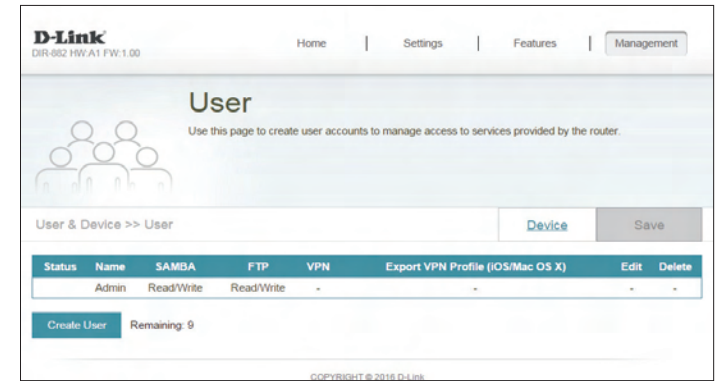 D-Link
DIR-882 HW:A1 FW:1.00
Home | Settings | Features | Management
User
Use this page to create user accounts to manage access to services provided by the router.
User & Device >> User
Device
Save
Status Name SAMBA FTP VPN Export VPN Profile (iOS/Mac OS X) Edit Delete
Admin Read/Write Read/Write - - - -
Create User Remaining: 9
COPYRIGHT © 2016 D-Link